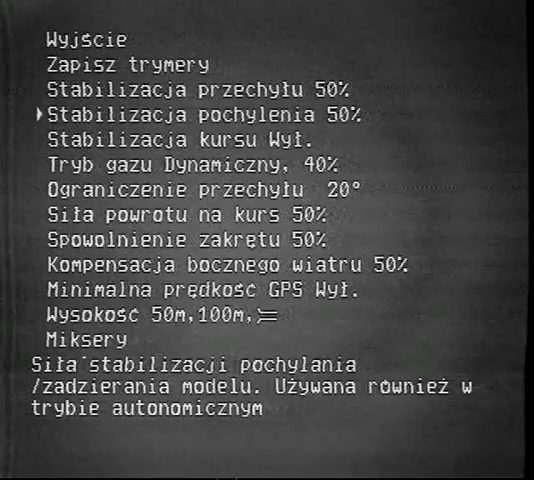 Wyjście
Zapisz trymery
Stabilizacja przechyłu 50%
Stabilizacja pochylenia 50%
Stabilizacja kursu Wył.
Tryb gazu Dynamiczny, 40%
Ograniczenie przechyłu 20°
Siła powrotu na kurs 50%
Spowolnienie zakrętu 50%
Kompensacja bocznego wiatru 50%
Minimalna prędkość GPS Wył.
Wysokość 50m,100m,
Miksery
Siła stabilizacji pochylania
/zadzierania modelu. Używana również w
trybie autonomicznym